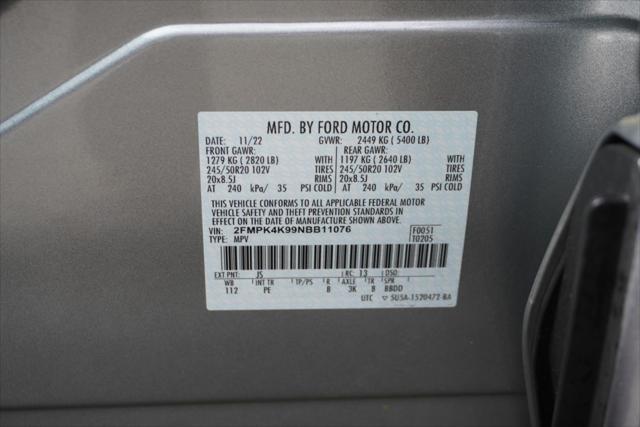 MFD. BY FORD MOTOR CO.
DATE: 11/22 GVWR: 2449 KG ( 5400 LB)
FRONT GAWR: REAR GAWR:
1279 KG ( 2820 LB) WITH 1197 KG ( 2640 LB) WITH
245/50R20 102V TIRES 245/50R20 102V TIRES
20x8.5J RIMS 20x8.5J RIMS
AT 240 kPa/ 35 PSI COLD AT 240 kPa/ 35 PSI COLD
THIS VEHICLE CONFORMS TO ALL APPLICABLE FEDERAL MOTOR
VEHICLE SAFETY AND THEFT PREVENTION STANDARDS IN
EFFECT ON THE DATE OF MANUFACTURE SHOWN ABOVE.
VIN: 2FMPK4K99NBB11076 F0051
TYPE: MPV T0205
EXT PNT: JS RC: 13 DSO:
WB INT TR TP/PS R AXLE TR SPR
112 PE B 3K B BBDD
UTC ▽ SU5A-1520472-BA